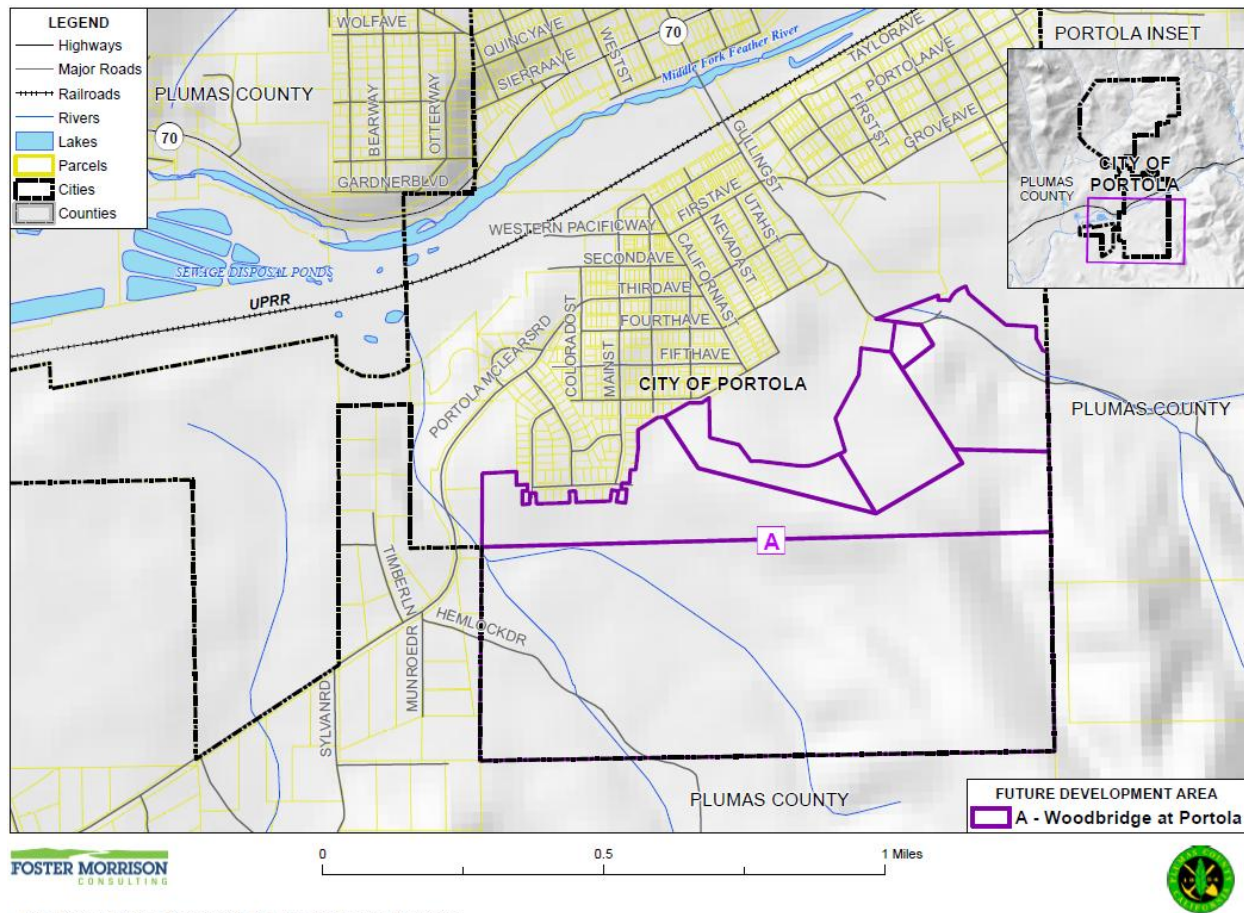 LEGEND
Highways
Major Roads
Railroads
Rivers
Lakes
Parcels
Cities
Counties
WOLFAVE
QUINCYAVE
SIERRAAVE
WESTST
70
Middle Fork Feather River
TAYLORAVE
PORTOLAAVE
FIRSTST
GROVEAVE
PORTOLA INSET
CITY OF
PORTOLA
PLUMAS
COUNTY
PLUMAS COUNTY
70
BEARWAY
OTTERWAY
GARDNERBLVD
GULLINGST
WESTERN PACIFICWAY
FIRSTAVE
UTAHST
NEVADAST
CALIFORNIAST
SECONDAVE
THIRDAVE
FOURTHAVE
FIFTHAVE
SEWAGE DISPOSAL PONDS
UPRR
PORTOLA MCLEARSRD
COLORADOST
MAINST
CITY OF PORTOLA
PLUMAS COUNTY
A
TIMBERLN
MUNROEDR
HEMLOCKDR
SYLVANRD
PLUMAS COUNTY
FUTURE DEVELOPMENT AREA
A - Woodbridge at Portola
FOSTER MORRISON
CONSULTING
0
0.5
1 Miles
PLUMAS COUNTY
CALIFORNIA